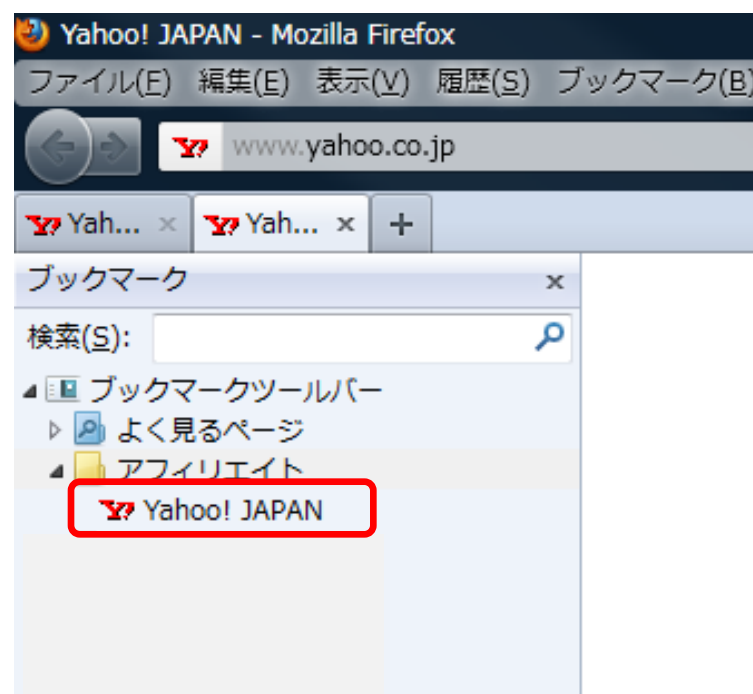 Yahoo! JAPAN - Mozilla Firefox
ファイル(F) 編集(E) 表示(V) 履歴(S) ブックマーク(B)
Y? www.yahoo.co.jp
Y? Yah... × Y? Yah... × +
ブックマーク ×
検索(S):
ブックマークツールバー
よく見るページ
アフィリエイト
Y? Yahoo! JAPAN